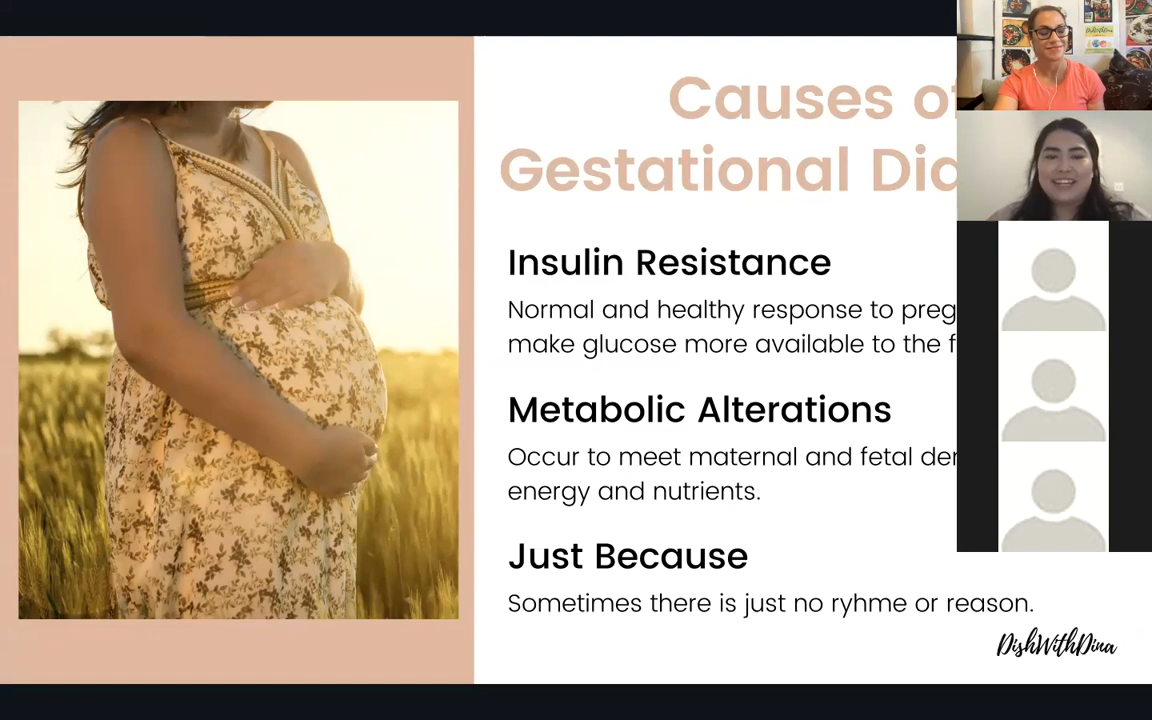 Causes of
Gestational Dia
Insulin Resistance
Normal and healthy response to preg
make glucose more available to the f
Metabolic Alterations
Occur to meet maternal and fetal der
energy and nutrients.
Just Because
Sometimes there is just no ryhme or reason.
DishWithDina